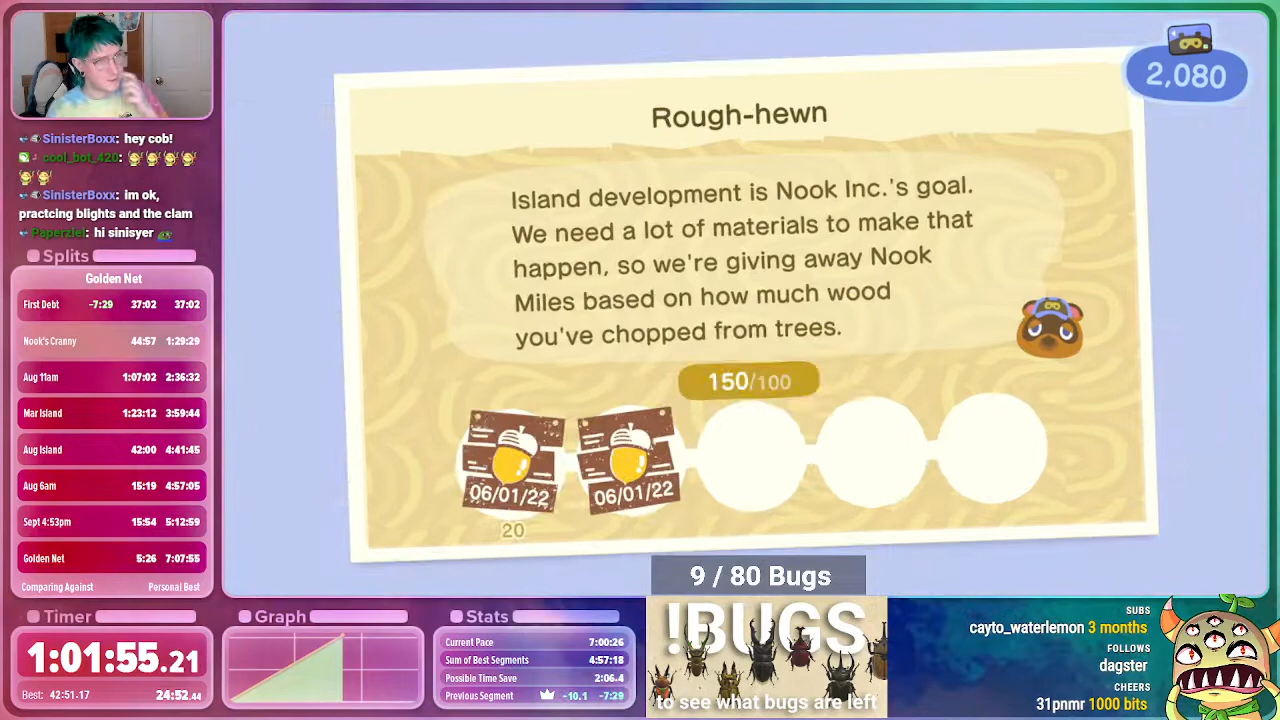 SinisterBoxx: hey cob!
cool_bot_420:
SinisterBoxx: im ok,
practcing blights and the clam
Paperziel: hi sinisyer
Splits
Golden Net
First Debt -7:29 37:02 37:02
Nook's Cranny 44:57 1:29:29
Aug 11am 1:07:02 2:36:32
Mar Island 1:23:12 3:59:44
Aug Island 42:00 4:41:45
Aug 6am 15:19 4:57:05
Sept 4:53pm 15:54 5:12:59
Golden Net 5:26 7:07:55
Comparing Against Personal Best
Timer
1:01:55.21
Best: 42:51.17 24:52.44
Graph
Stats
Current Pace 7:00:26
Sum of Best Segments 4:57:18
Possible Time Save 2:06.4
Previous Segment -10.1 -7:29
2,080
Rough-hewn
Island development is Nook Inc.'s goal.
We need a lot of materials to make that
happen, so we're giving away Nook
Miles based on how much wood
you've chopped from trees.
150/100
06/01/22 06/01/22
20
9 / 80 Bugs
!BUGS
to see what bugs are left
SUBS
cayto_waterlemon 3 months
FOLLOWS
dagster
CHEERS
31pnmr 1000 bits